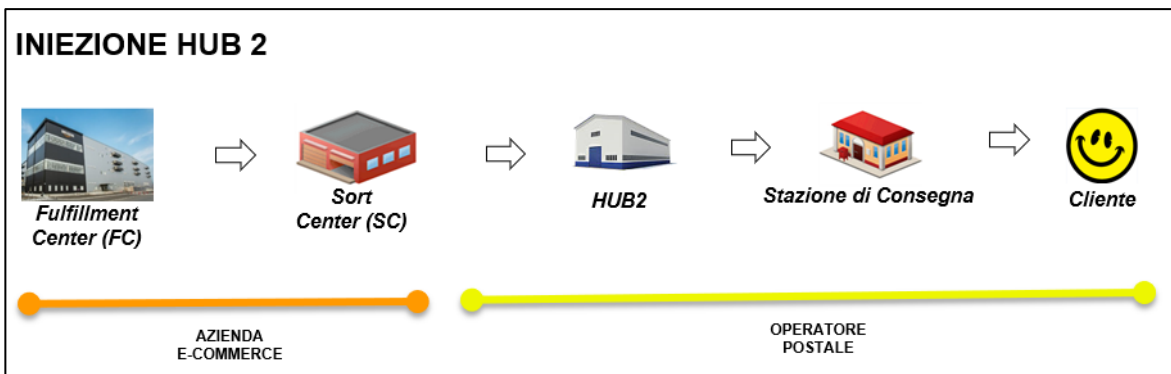 INIEZIONE HUB 2
Fulfillment
Center (FC)
Sort
Center (SC)
HUB2
Stazione di Consegna
Cliente
AZIENDA
E-COMMERCE
OPERATORE
POSTALE